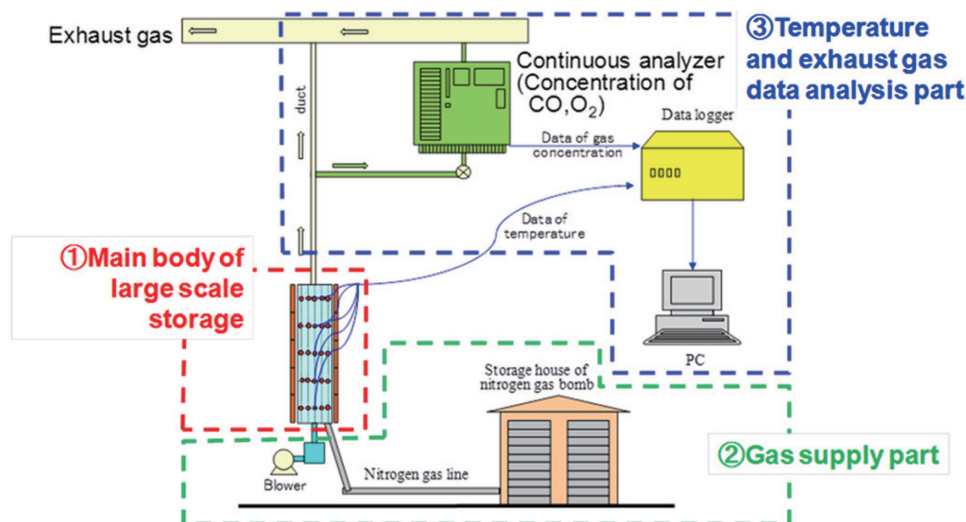 Exhaust gas
duct
Continuous analyzer
(Concentration of
CO,O₂)
③Temperature
and exhaust gas
data analysis part
Data logger
Data of gas
concentration
Data of
temperature
①Main body of
large scale
storage
PC
Storage house of
nitrogen gas bomb
②Gas supply part
Nitrogen gas line
Blower